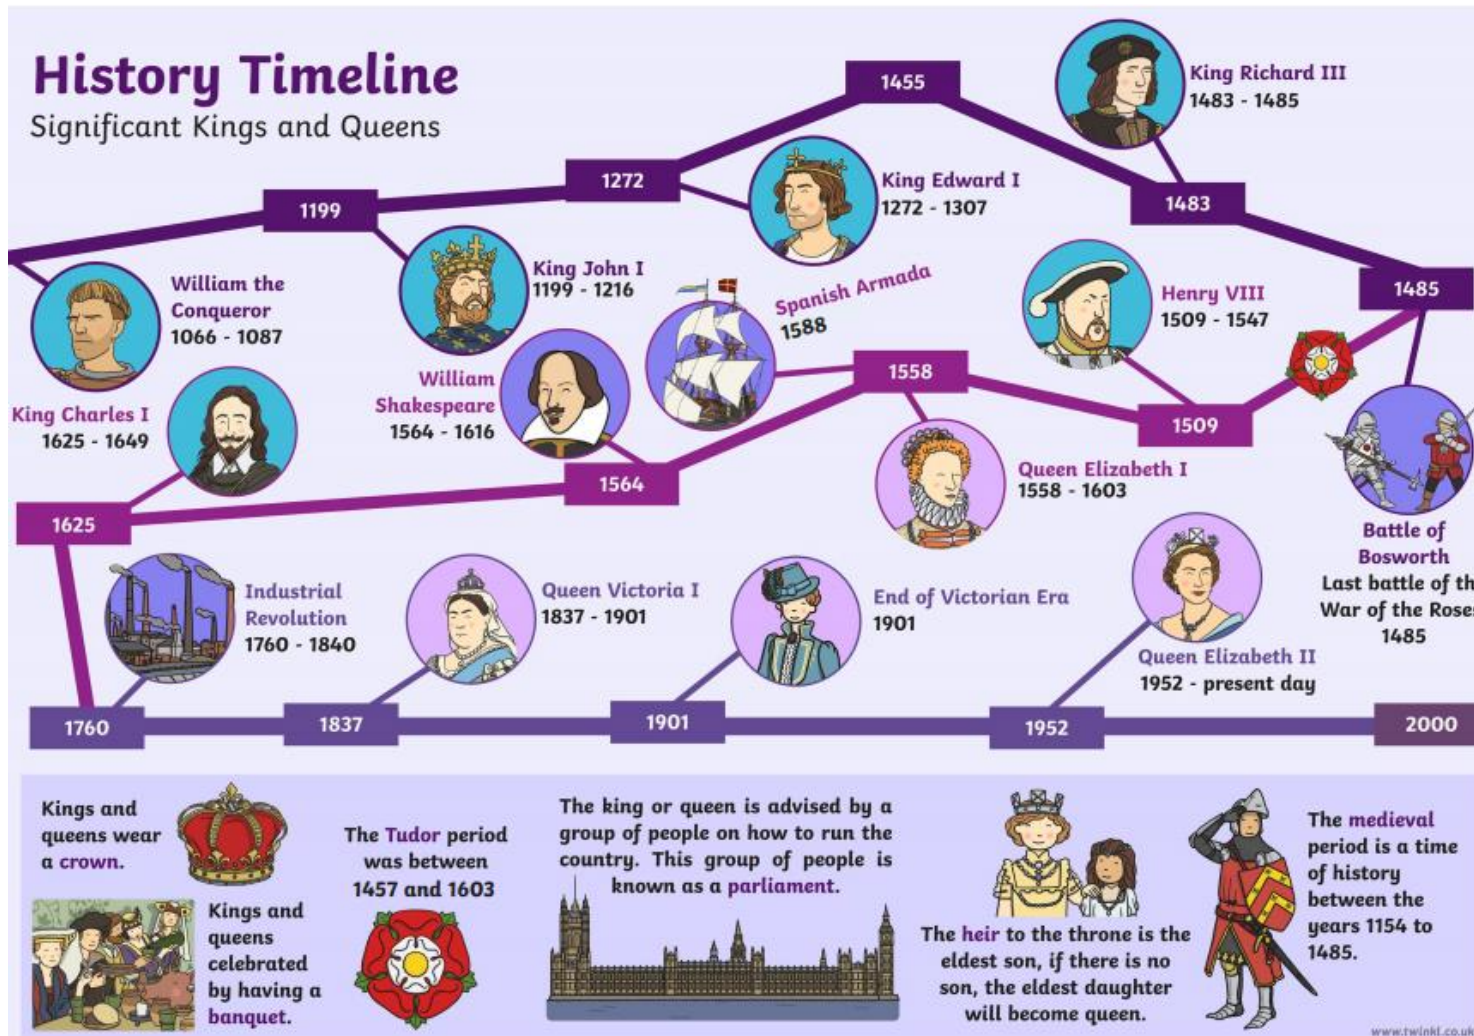 History Timeline
Significant Kings and Queens
1455
King Richard III
1483 - 1485
1272
King Edward I
1272 - 1307
1199
1483
William the
Conqueror
1066 - 1087
King John I
1199 - 1216
Spanish Armada
1588
Henry VIII
1509 - 1547
1485
King Charles I
1625 - 1649
William
Shakespeare
1564 - 1616
1558
1509
1564
Queen Elizabeth I
1558 - 1603
1625
Battle of
Bosworth
Last battle of th
War of the Rose
1485
Industrial
Revolution
1760 - 1840
Queen Victoria I
1837 - 1901
End of Victorian Era
1901
Queen Elizabeth II
1952 - present day
1760
1837
1901
1952
2000
Kings and
queens wear
a crown.
Kings and
queens
celebrated
by having a
banquet.
The Tudor period
was between
1457 and 1603
The king or queen is advised by a
group of people on how to run the
country. This group of people is
known as a parliament.
The heir to the throne is the
eldest son, if there is no
son, the eldest daughter
will become queen.
The medieval
period is a time
of history
between the
years 1154 to
1485.
www.twinkl.co.uk